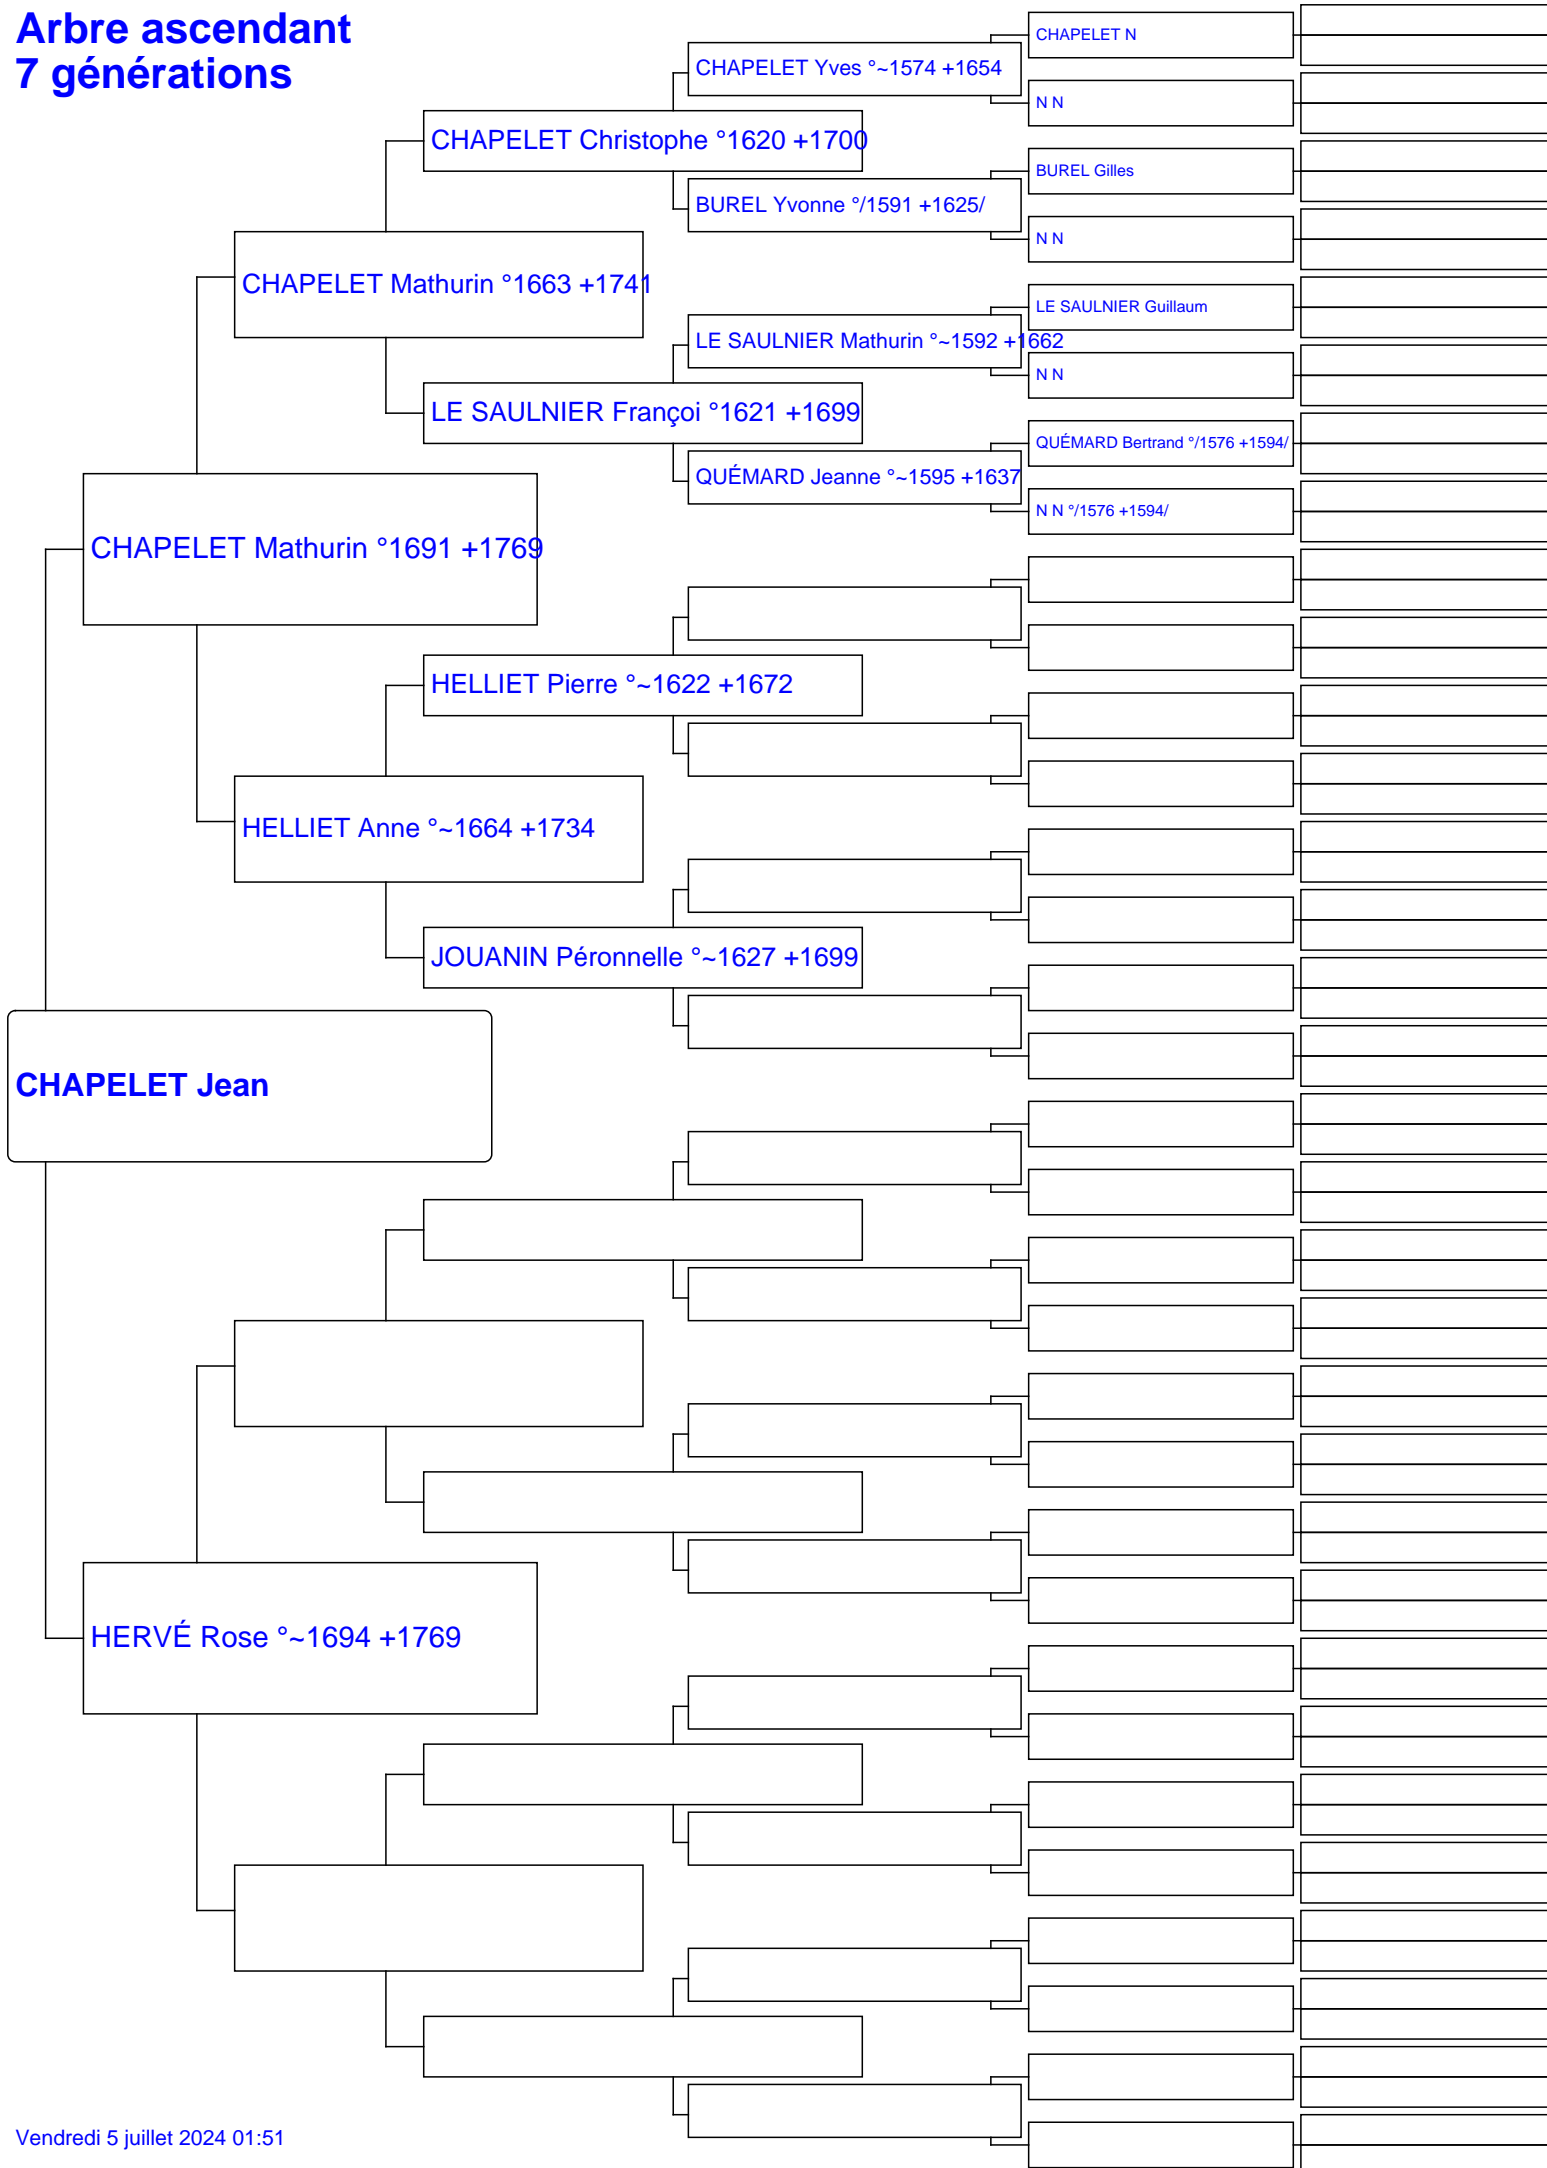 Arbre ascendant
7 générations
CHAPELET N
CHAPELET Yves °~1574 +1654
N N
CHAPELET Christophe °1620 +1700
BUREL Gilles
BUREL Yvonne °/1591 +1625/
N N
CHAPELET Mathurin °1663 +1741
LE SAULNIER Guillaum
LE SAULNIER Mathurin °~1592 +1662
N N
LE SAULNIER Françoi °1621 +1699
QUÉMARD Bertrand °/1576 +1594/
QUÉMARD Jeanne °~1595 +1637
N N °/1576 +1594/
CHAPELET Mathurin °1691 +1769
HELLIET Pierre °~1622 +1672
HELLIET Anne °~1664 +1734
JOUANIN Péronnelle °~1627 +1699
CHAPELET Jean
HERVÉ Rose °~1694 +1769
Vendredi 5 juillet 2024 01:51